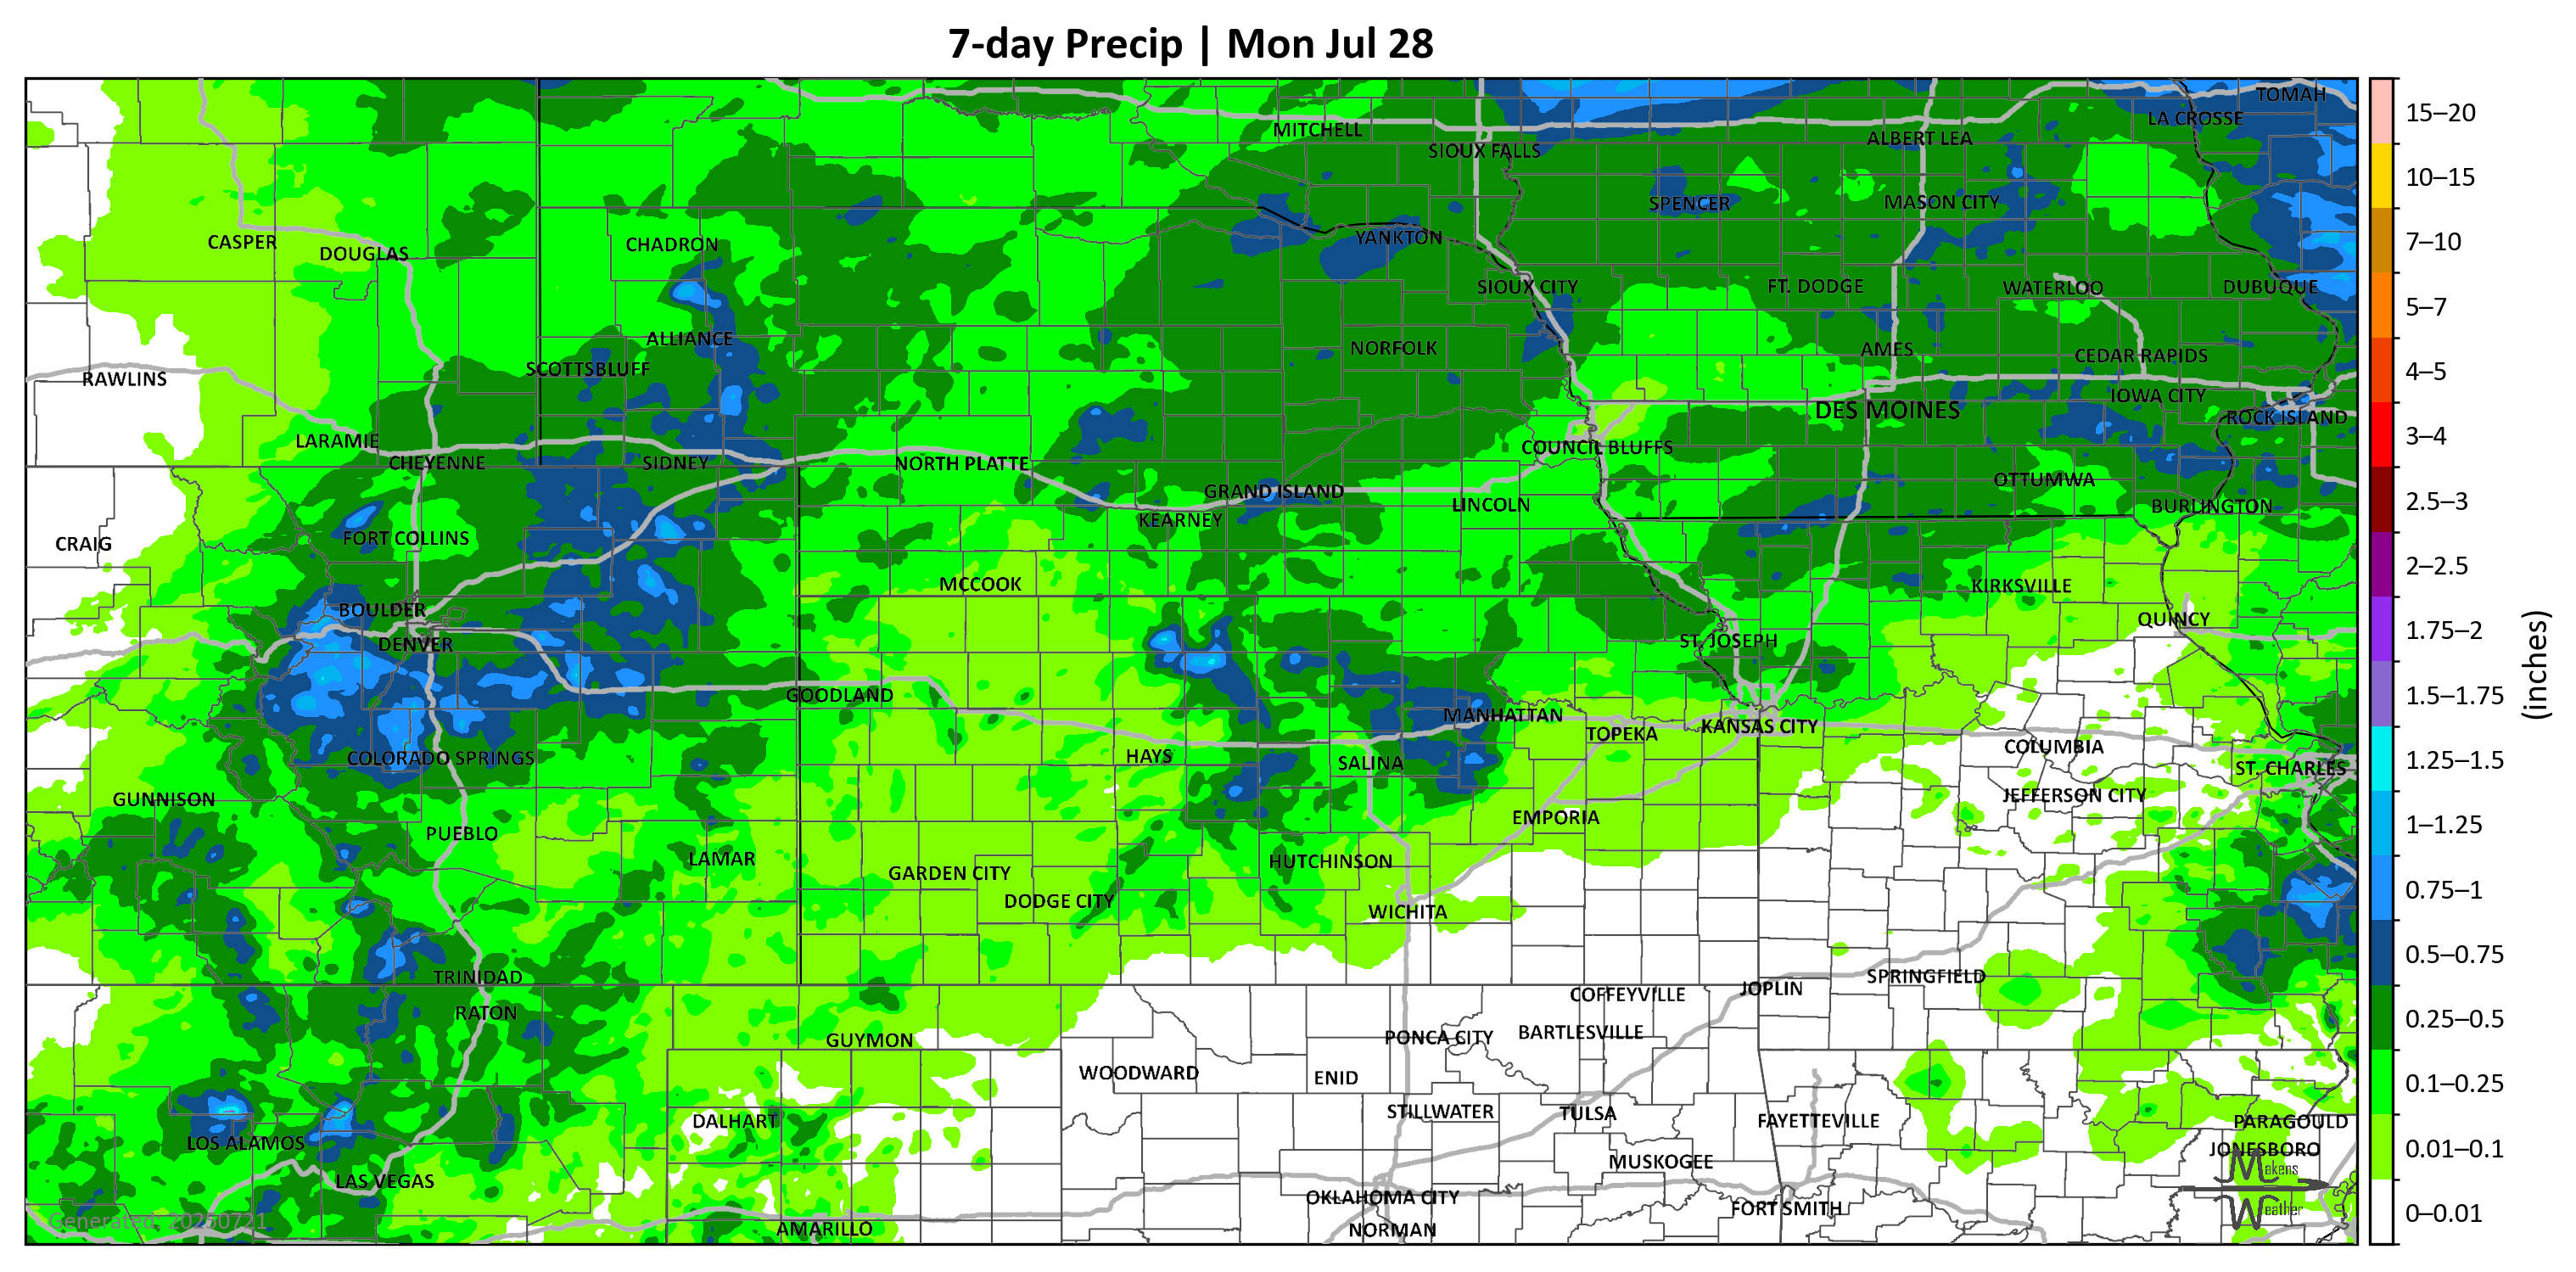 7-day Precip | Mon Jul 28
TOMAH
LA CROSSE
MITCHELL
ALBERT LEA
SIOUX FALLS
SPENCER
MASON CITY
CASPER
DOUGLAS
CHADRON
YANKTON
SIOUX CITY
FT. DODGE
WATERLOO
DUBUQUE
ALLIANCE
NORFOLK
AMES
CEDAR RAPIDS
SCOTTSBLUFF
RAWLINS
IOWA CITY
DES MOINES
ROCK ISLAND
LARAMIE
COUNCIL BLUFFS
CHEYENNE
SIDNEY
NORTH PLATTE
OTTUMWA
GRAND ISLAND
LINCOLN
BURLINGTON
KEARNEY
FORT COLLINS
CRAIG
MCCOOK
KIRKSVILLE
BOULDER
QUINCY
DENVER
ST. JOSEPH
GOODLAND
MANHATTAN
KANSAS CITY
TOPEKA
COLUMBIA
HAYS
COLORADO SPRINGS
SALINA
ST. CHARLES
JEFFERSON CITY
GUNNISON
EMPORIA
PUEBLO
LAMAR
HUTCHINSON
GARDEN CITY
DODGE CITY
WICHITA
TRINIDAD
SPRINGFIELD
JOPLIN
COFFEYVILLE
RATON
BARTLESVILLE
PONCA CITY
GUYMON
WOODWARD
ENID
STILLWATER
TULSA
DALHART
FAYETTEVILLE
PARAGOULD
LOS ALAMOS
JONESBORO
MUSKOGEE
LAS VEGAS
OKLAHOMA CITY
FORT SMITH
AMARILLO
NORMAN
Generated: 20250721
Makens
Weather
15–20
10–15
7–10
5–7
4–5
3–4
2.5–3
2–2.5
1.75–2
1.5–1.75
1.25–1.5
1–1.25
0.75–1
0.5–0.75
0.25–0.5
0.1–0.25
0.01–0.1
0–0.01
(inches)